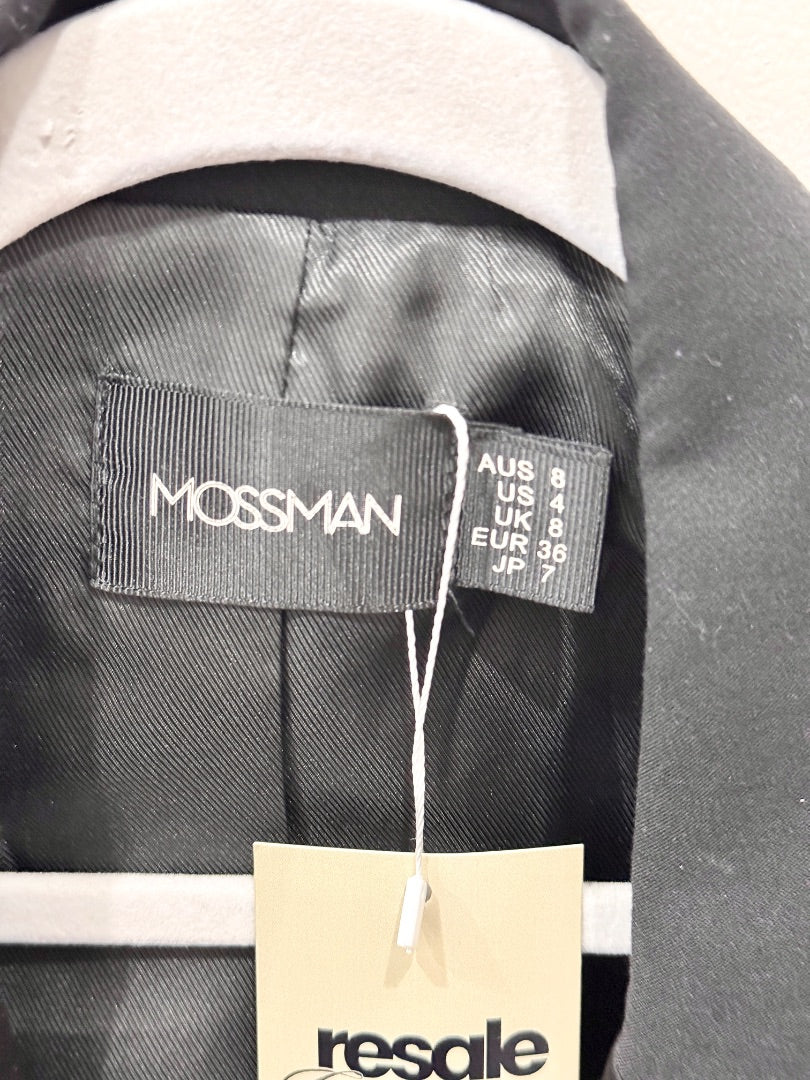 MOSSMAN
AUS 8
US 4
UK 8
EUR 36
JP 7
resale